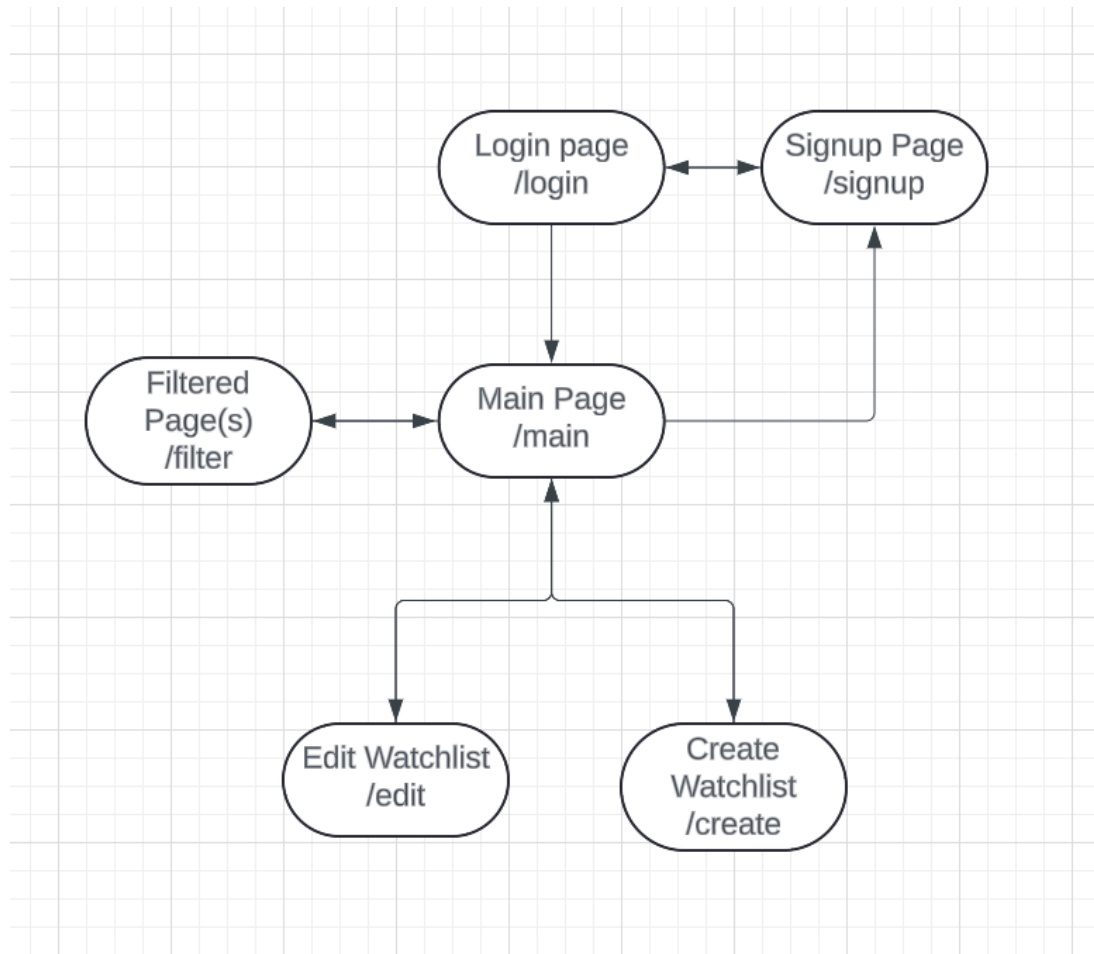 Login page
/login
Signup Page
/signup
Filtered
Page(s)
/filter
Main Page
/main
Edit Watchlist
/edit
Create
Watchlist
/create